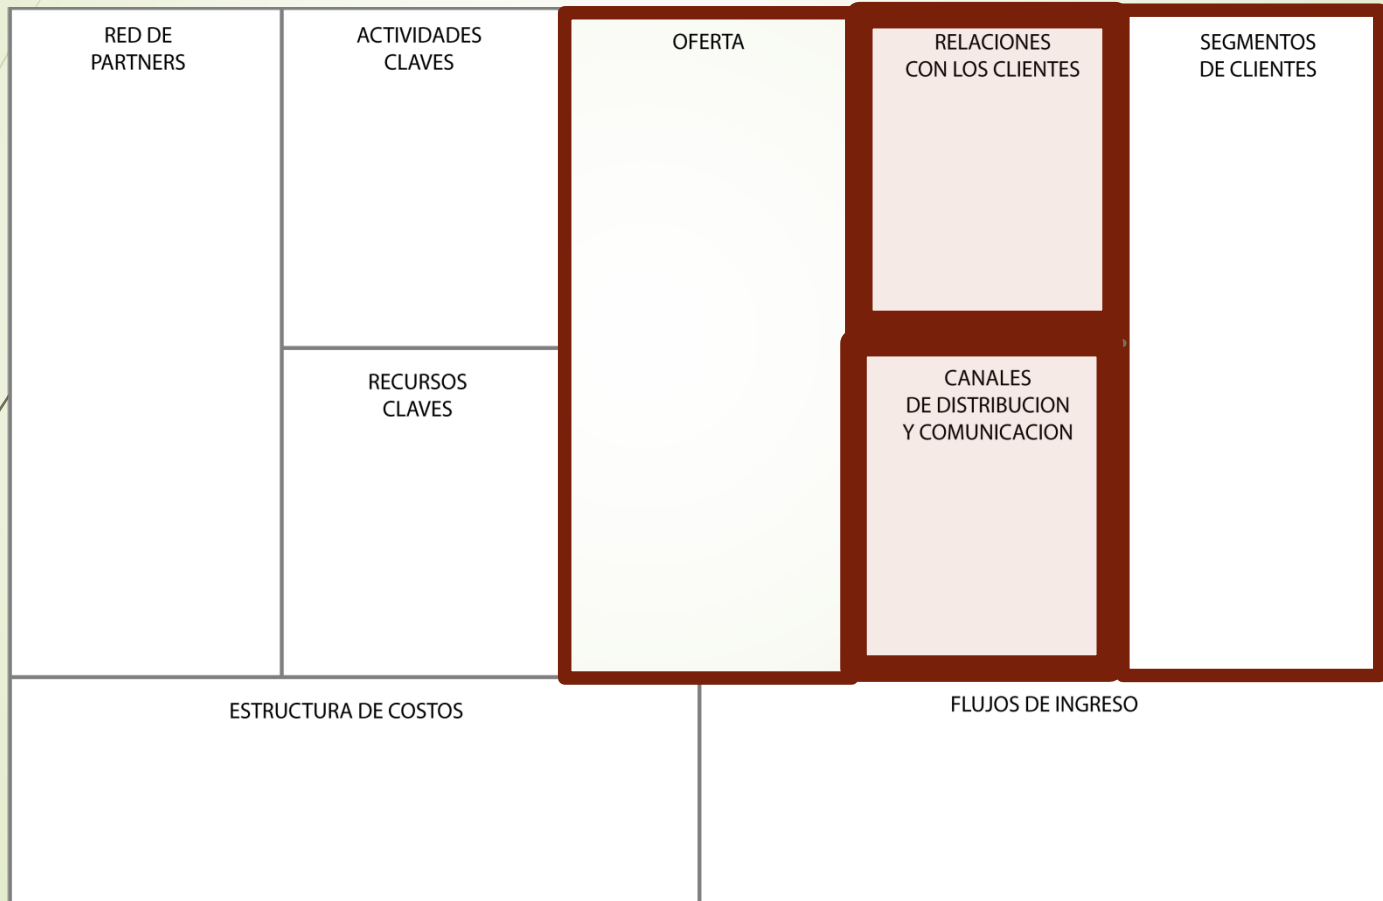 RED DE
PARTNERS
ACTIVIDADES
CLAVES
OFERTA
RELACIONES
CON LOS CLIENTES
SEGMENTOS
DE CLIENTES
RECURSOS
CLAVES
CANALES
DE DISTRIBUCION
Y COMUNICACION
ESTRUCTURA DE COSTOS
FLUJOS DE INGRESO